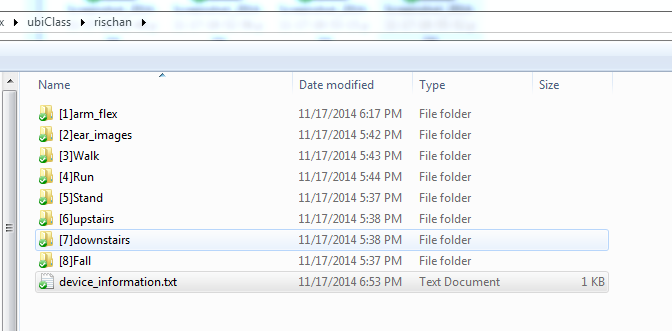 x ▸ ubiClass ▸ rischan ▸
Name Date modified Type Size
[1]arm_flex 11/17/2014 6:17 PM File folder
[2]ear_images 11/17/2014 5:42 PM File folder
[3]Walk 11/17/2014 5:43 PM File folder
[4]Run 11/17/2014 5:44 PM File folder
[5]Stand 11/17/2014 5:37 PM File folder
[6]upstairs 11/17/2014 5:38 PM File folder
[7]downstairs 11/17/2014 5:38 PM File folder
[8]Fall 11/17/2014 5:37 PM File folder
device_information.txt 11/17/2014 6:53 PM Text Document 1 KB